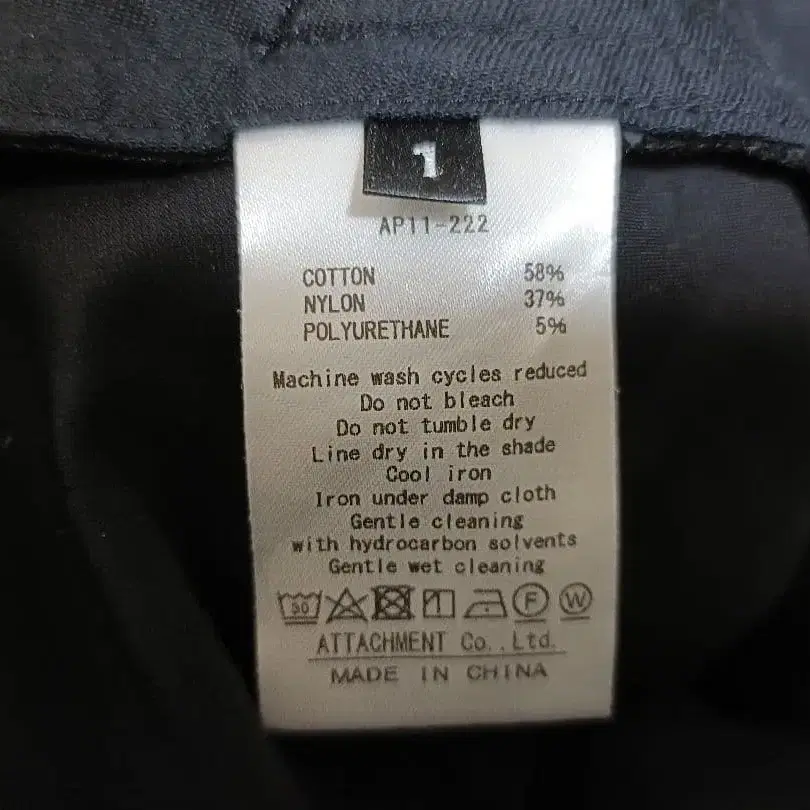 1
AP11-222
COTTON 58%
NYLON 37%
POLYURETHANE 5%
Machine wash cycles reduced
Do not bleach
Do not tumble dry
Line dry in the shade
Cool iron
Iron under damp cloth
Gentle cleaning
with hydrocarbon solvents
Gentle wet cleaning
30 F W
ATTACHMENT Co.,Ltd.
MADE IN CHINA